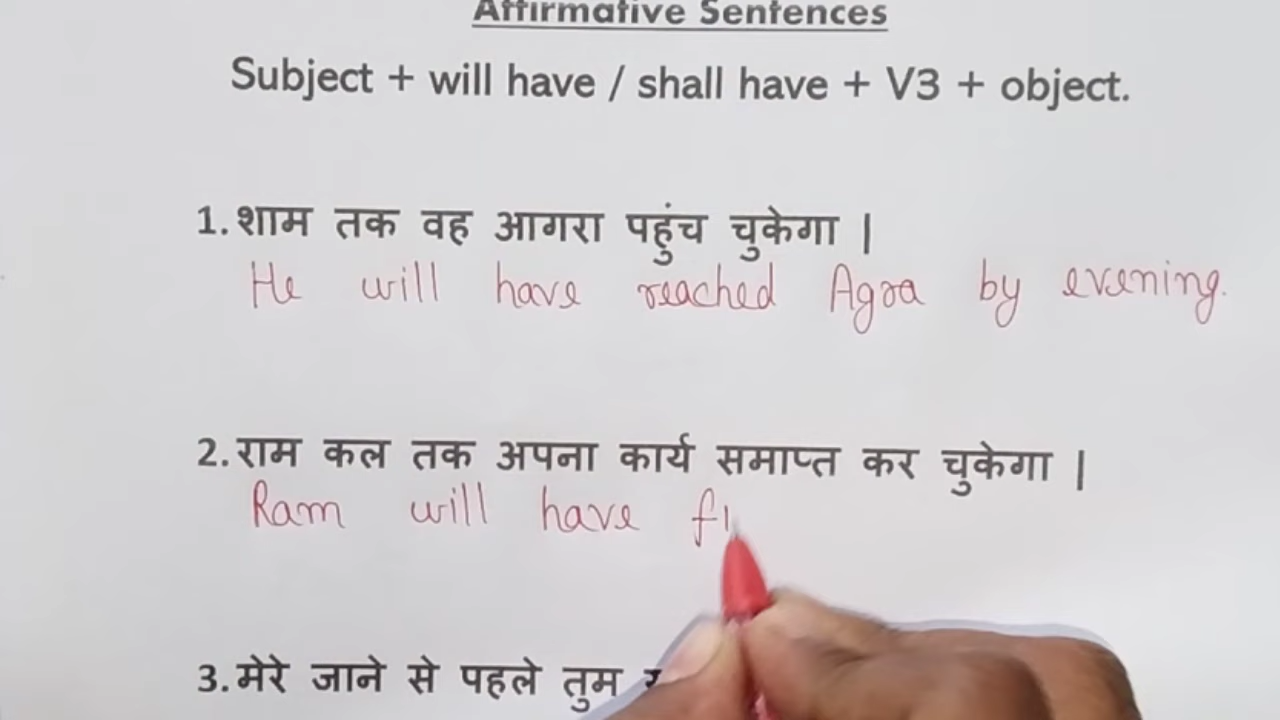 Affirmative Sentences
Subject + will have / shall have + V3 + object.
1. शाम तक वह आगरा पहुंच चुकेगा |
He will have reached Agra by evening.
2. राम कल तक अपना कार्य समाप्त कर चुकेगा |
Ram will have fi
3. मेरे जाने से पहले तुम